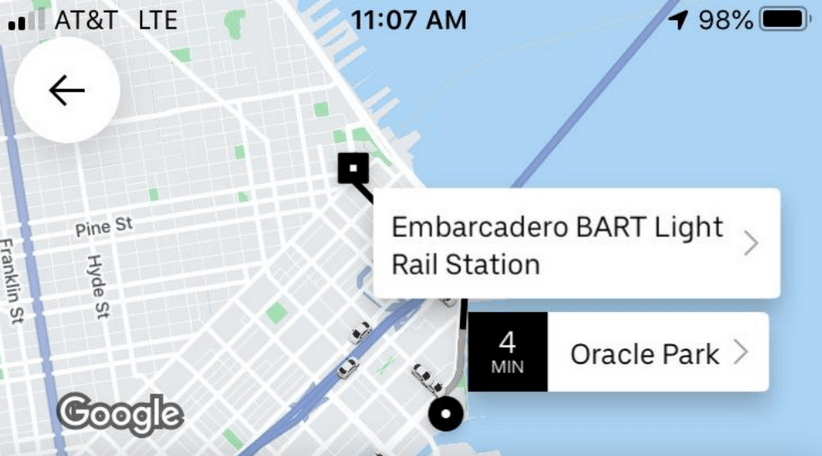 AT&T LTE 11:07 AM 98%
Pine St
Hyde St
Franklin St
Embarcadero BART Light
Rail Station
4
MIN
Oracle Park
Google